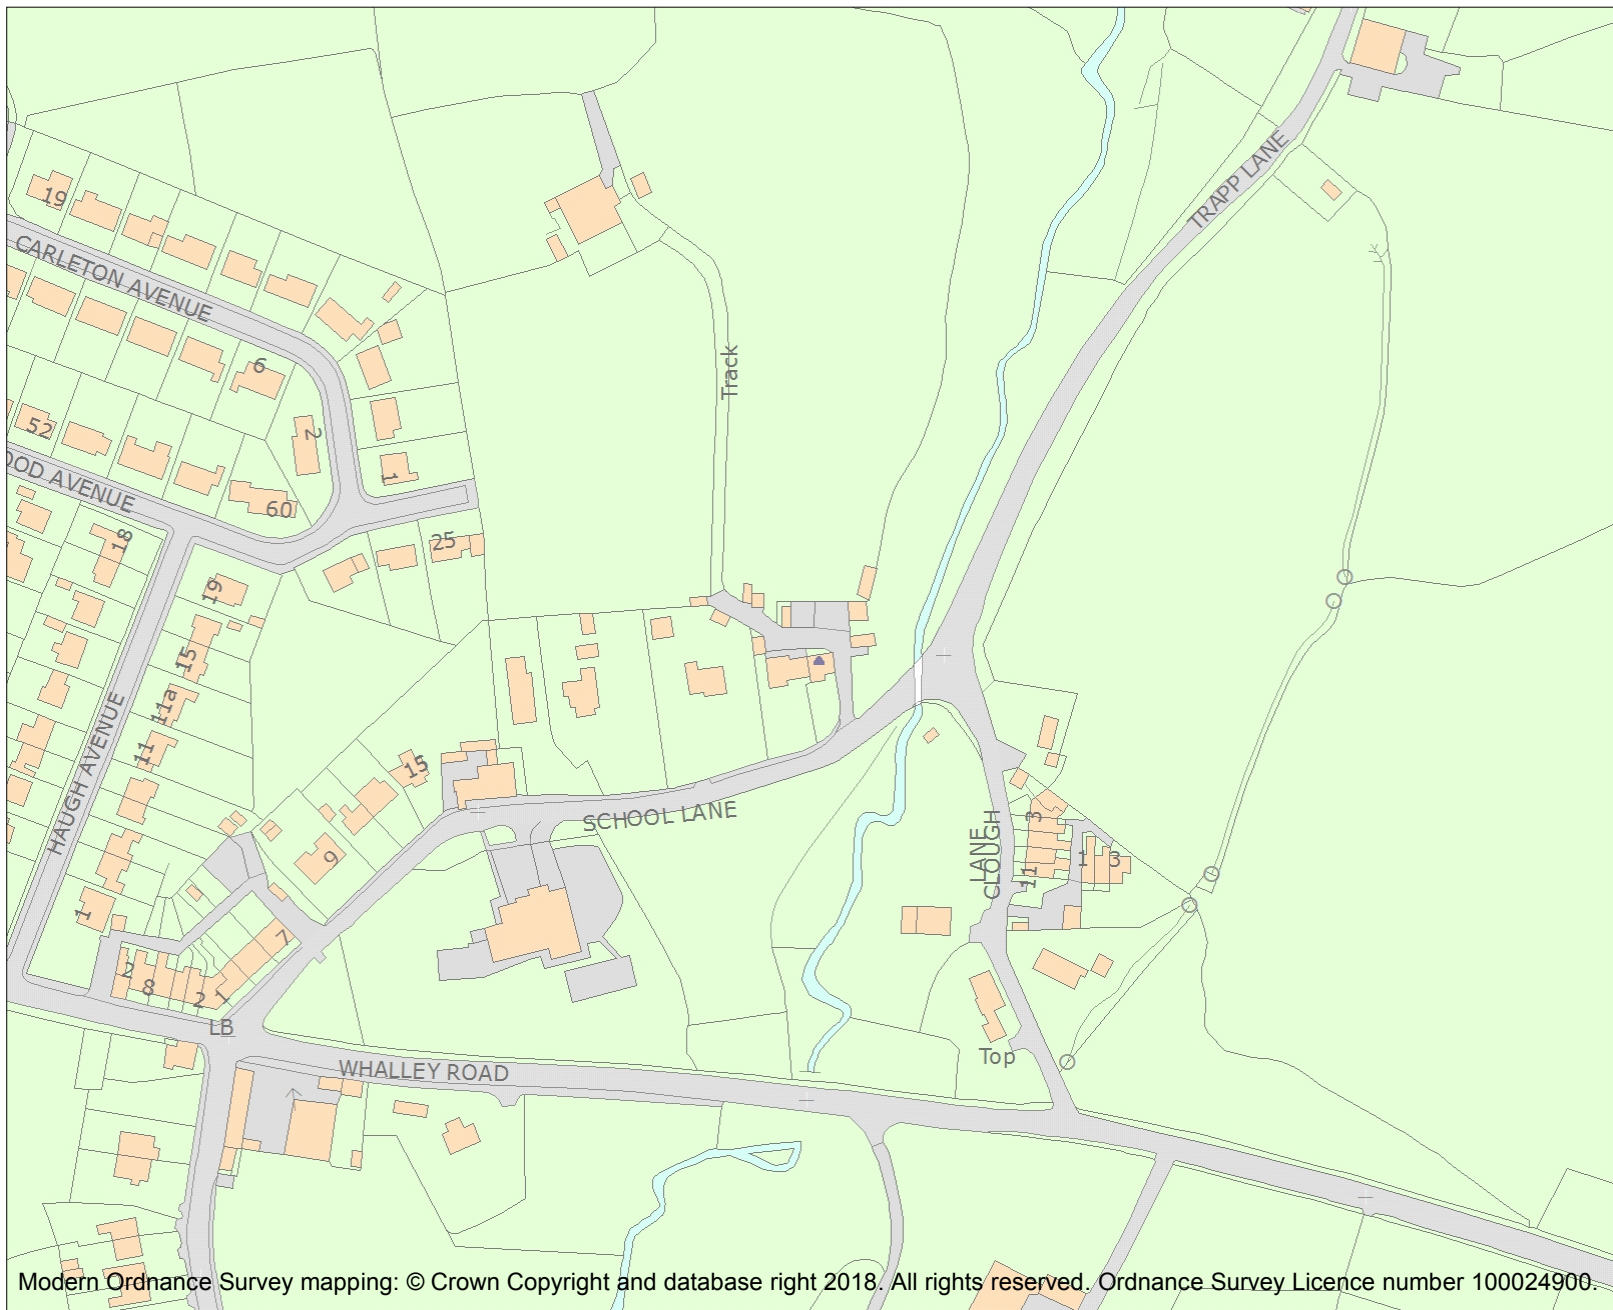 TRAPP LANE
19
CARLETON AVENUE
6
Track
52
2
1
OOD AVENUE
60
18
25
19
15
11a
11
HAUGH AVENUE
15
SCHOOL LANE
9
3
CLOUGH
LANE
1
3
11
1
7
2
8
2
1
LB
WHALLEY ROAD
Top
Modern Ordnance Survey mapping: © Crown Copyright and database right 2018. All rights reserved. Ordnance Survey Licence number 100024900.